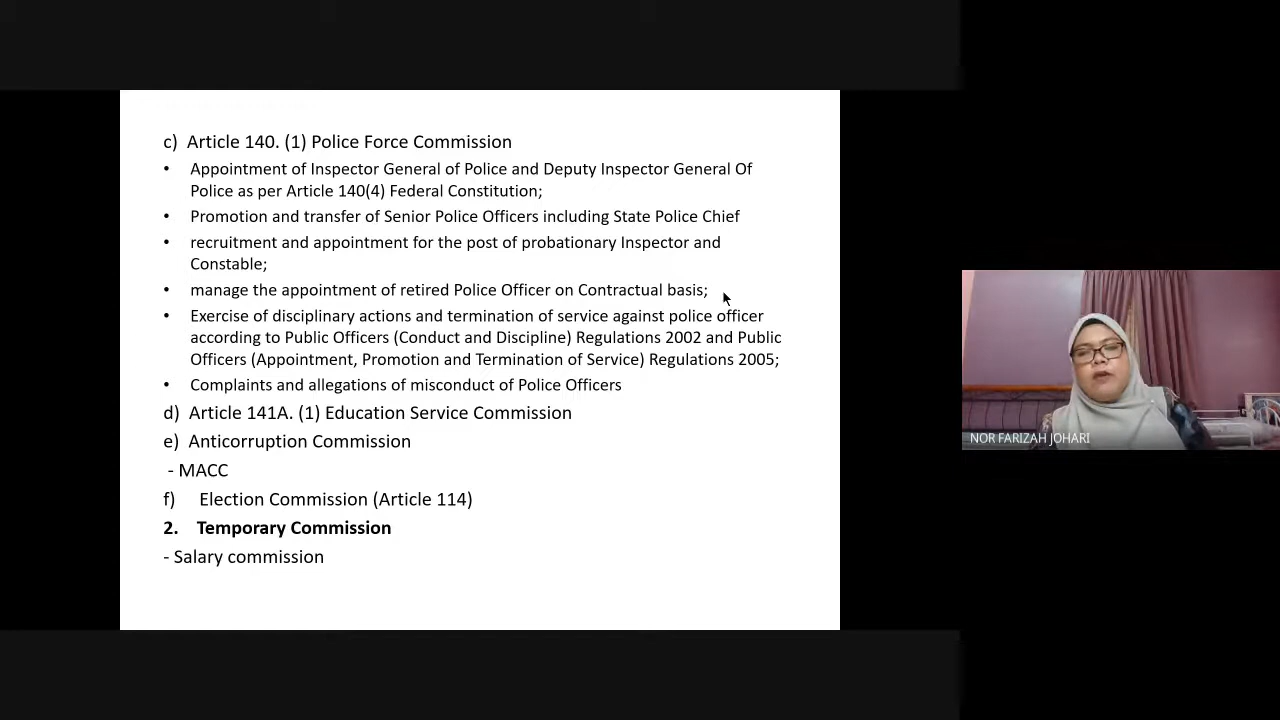 c) Article 140. (1) Police Force Commission
• Appointment of Inspector General of Police and Deputy Inspector General Of
Police as per Article 140(4) Federal Constitution;
• Promotion and transfer of Senior Police Officers including State Police Chief
• recruitment and appointment for the post of probationary Inspector and
Constable;
• manage the appointment of retired Police Officer on Contractual basis;
• Exercise of disciplinary actions and termination of service against police officer
according to Public Officers (Conduct and Discipline) Regulations 2002 and Public
Officers (Appointment, Promotion and Termination of Service) Regulations 2005;
• Complaints and allegations of misconduct of Police Officers
d) Article 141A. (1) Education Service Commission
e) Anticorruption Commission
- MACC
f) Election Commission (Article 114)
2. Temporary Commission
- Salary commission
NOR FARIZAH JOHARI